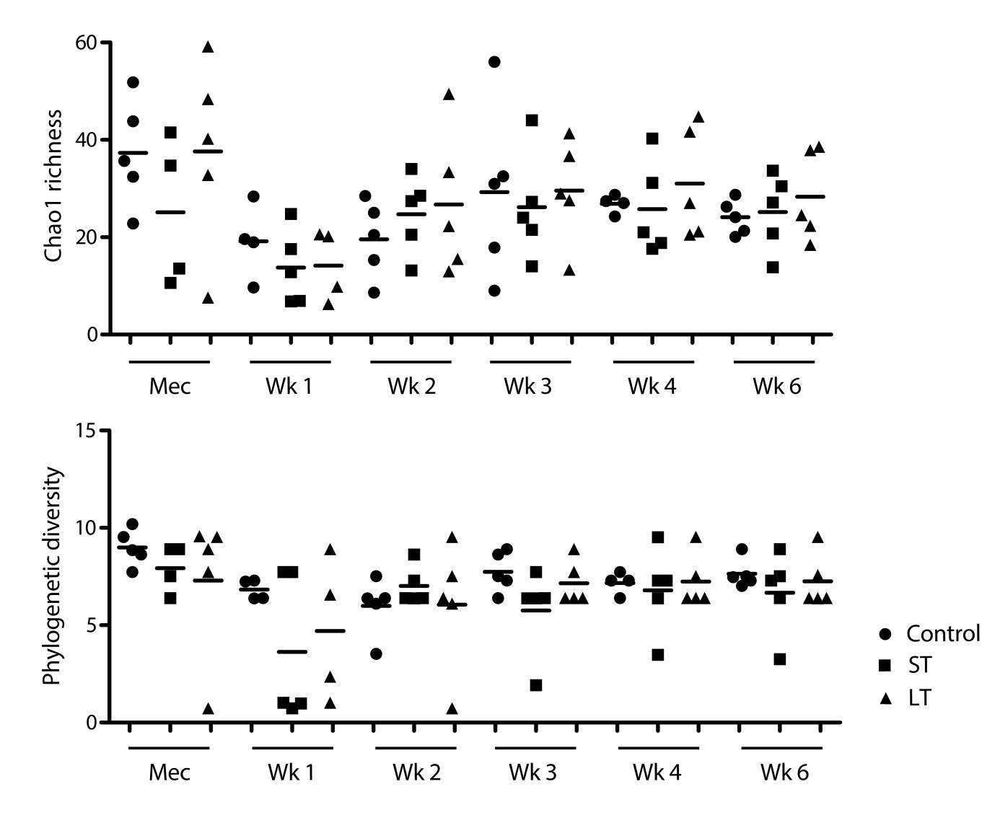 60
40
20
0
Chao1 richness
Mec Wk 1 Wk 2 Wk 3 Wk 4 Wk 6
15
10
5
0
Phylogenetic diversity
Mec Wk 1 Wk 2 Wk 3 Wk 4 Wk 6
Control
ST
LT